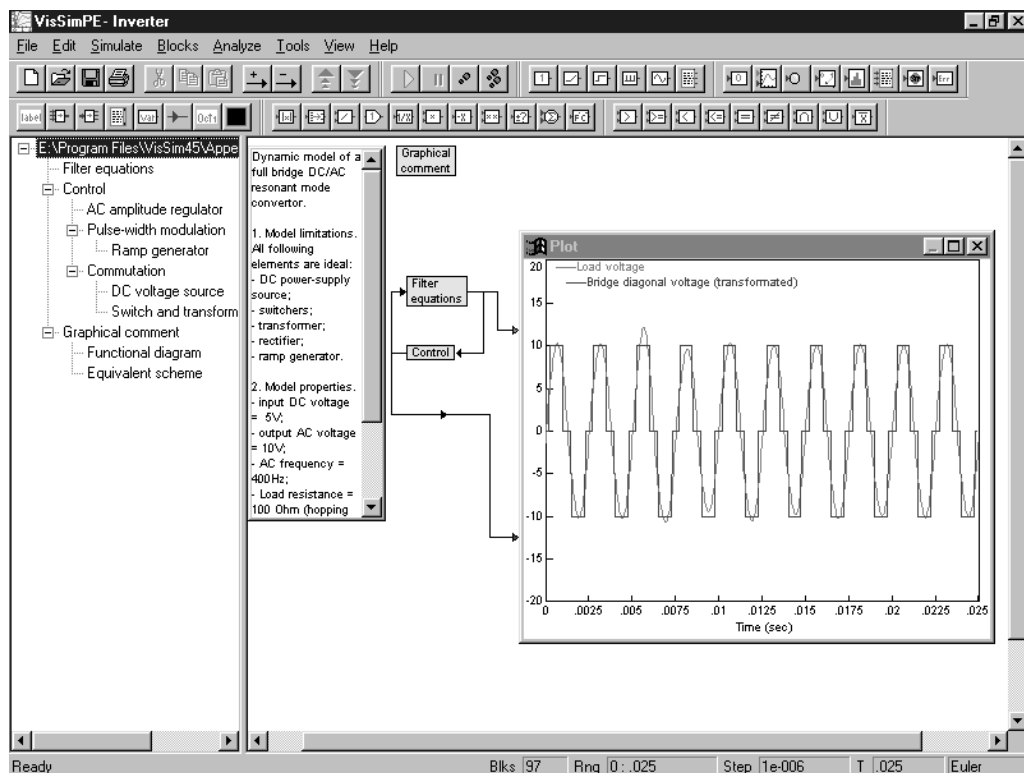 VisSimPE- Inverter
File Edit Simulate Blocks Analyze Tools View Help
label
var
E:\Program Files\VisSim45\Appe
Filter equations
Control
AC amplitude regulator
Pulse-width modulation
Ramp generator
Commutation
DC voltage source
Switch and transform
Graphical comment
Functional diagram
Equivalent scheme
Dynamic model of a
full bridge DC/AC
resonant mode
convertor.
1. Model limitations.
All following
elements are ideal:
- DC power-supply
source;
- switchers;
- transformer;
- rectifier;
- ramp generator.
2. Model properties.
- input DC voltage
= 5V;
- output AC voltage
= 10V;
- AC frequency =
400Hz;
- Load resistance =
100 Ohm (hopping
Graphical
comment
Filter
equations
Control
Plot
Load voltage
Bridge diagonal voltage (transformated)
20
15
10
5
0
-5
-10
-15
-20
0 .0025 .005 .0075 .01 .0125 .015 .0175 .02 .0225 .025
Time (sec)
Ready Blks 97 Rng 0 : .025 Step 1e-006 T .025 Euler